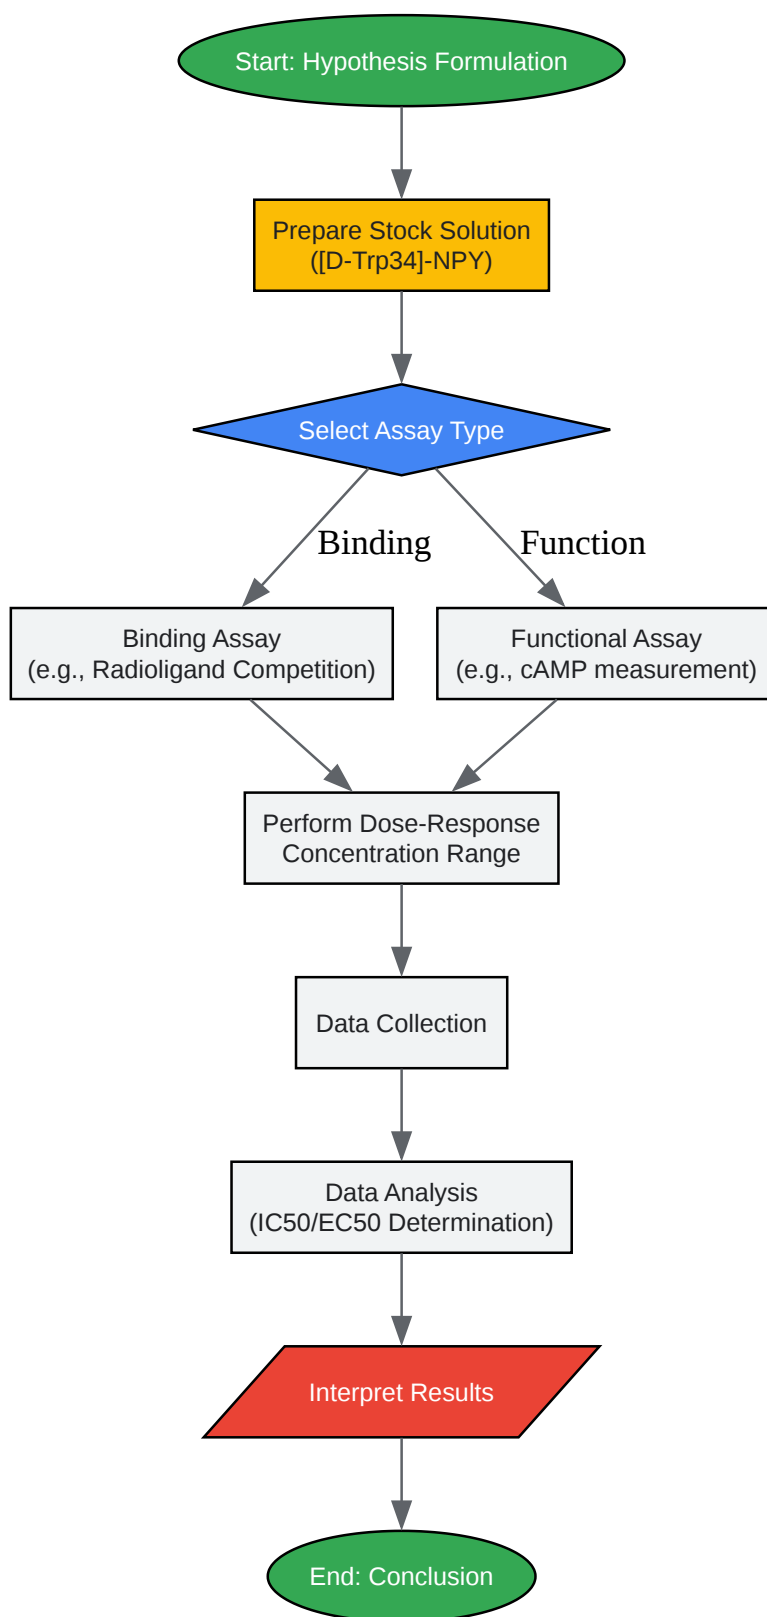 Start: Hypothesis Formulation
Prepare Stock Solution
([D-Trp34]-NPY)
Select Assay Type
Binding
Function
Binding Assay
(e.g., Radioligand Competition)
Functional Assay
(e.g., cAMP measurement)
Perform Dose-Response
Concentration Range
Data Collection
Data Analysis
(IC50/EC50 Determination)
Interpret Results
End: Conclusion